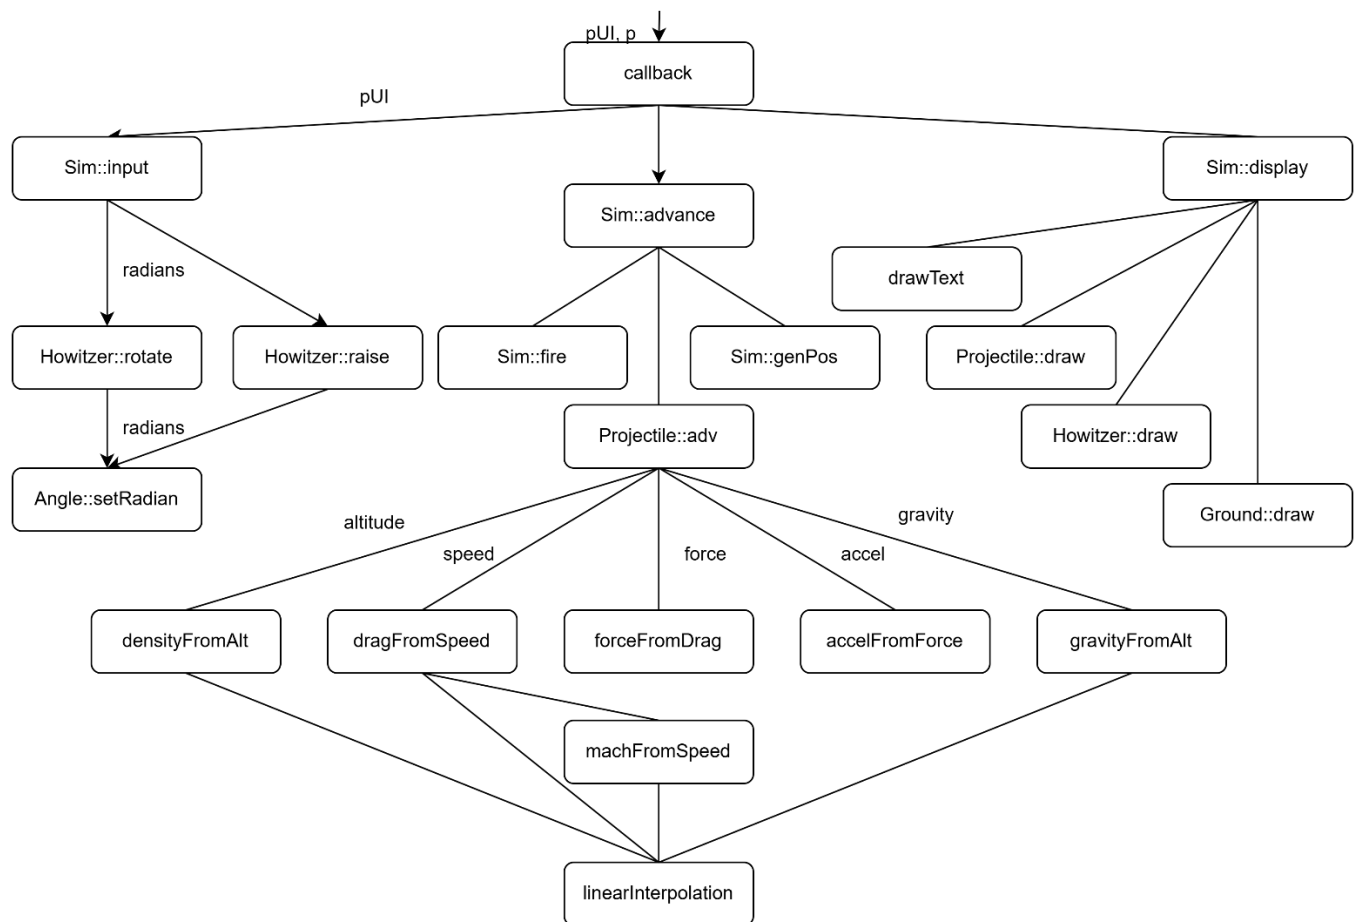 pUI, p
callback
pUI
Sim::input
Sim::display
Sim::advance
radians
drawText
Howitzer::rotate
Howitzer::raise
Sim::fire
Sim::genPos
Projectile::draw
radians
Projectile::adv
Howitzer::draw
Angle::setRadian
Ground::draw
altitude
gravity
speed
force
accel
densityFromAlt
dragFromSpeed
forceFromDrag
accelFromForce
gravityFromAlt
machFromSpeed
linearInterpolation